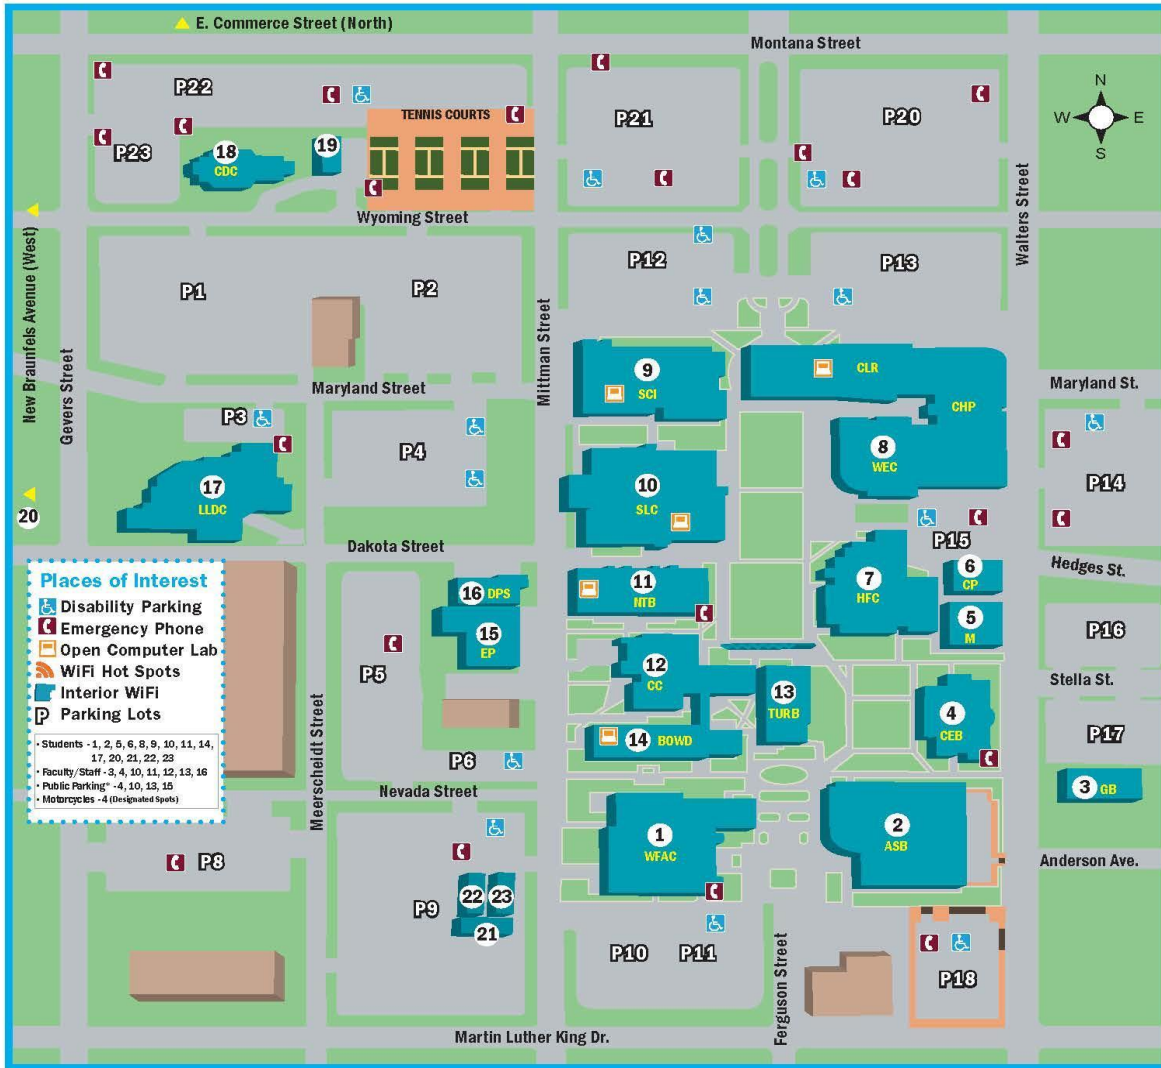 E. Commerce Street (North)
Montana Street
P22
P21
P20
TENNIS COURTS
N
W
E
S
P23
18
CDC
19
Wyoming Street
Walters Street
New Braunfels Avenue (West)
P12
P13
P1
P2
Mittman Street
Gevers Street
9
SCI
CLR
CHP
Maryland Street
Maryland St.
P3
P4
8
WEC
P14
17
LLDC
10
SLC
20
P15
Dakota Street
Hedges St.
6
CP
7
HFC
16 DPS
11
NTB
5
M
15
EP
P16
P5
12
CC
13
TURB
Stella St.
4
CEB
P17
14 BOWD
P6
3 GB
Places of Interest
Disability Parking
Emergency Phone
Open Computer Lab
WiFi Hot Spots
Interior WiFi
P Parking Lots
• Students - 1, 2, 5, 6, 8, 9, 10, 11, 14,
17, 20, 21, 22, 23
• Faculty/Staff - 3, 4, 10, 11, 12, 13, 16
• Public Parking* - 4, 10, 13, 15
• Motorcycles - 4 (Designated Spots)
Meerscheidt Street
Nevada Street
1
WFAC
2
ASB
Anderson Ave.
P8
P9
22
23
21
P10
P11
Ferguson Street
P18
Martin Luther King Dr.